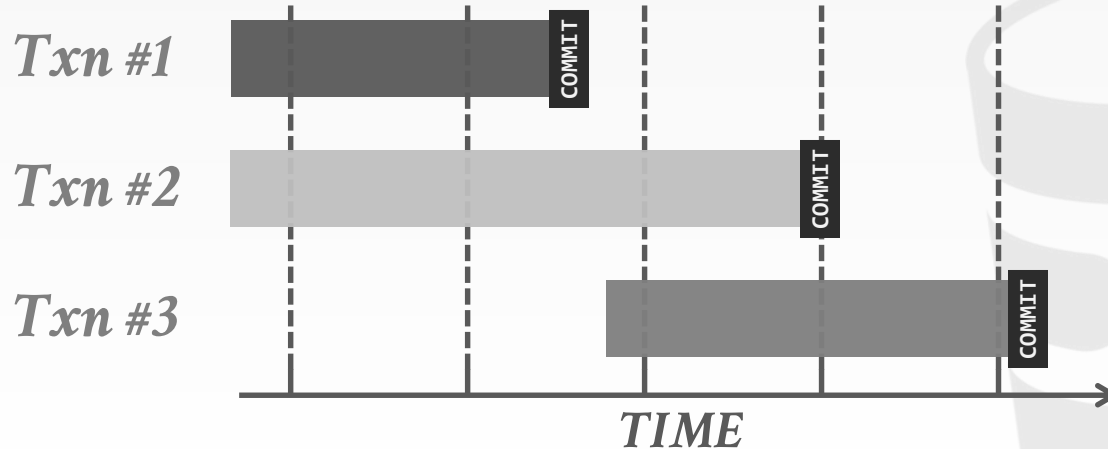 Txn #1
COMMIT
Txn #2
COMMIT
Txn #3
COMMIT
TIME